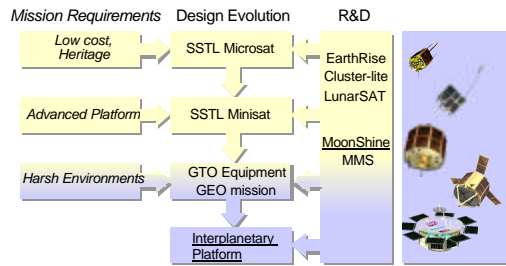 Mission Requirements
Design Evolution
R&D
Low cost,
Heritage
SSTL Microsat
EarthRise
Cluster-lite
LunarSAT
Advanced Platform
SSTL Minisat
MoonShine
MMS
Harsh Environments
GTO Equipment
GEO mission
Interplanetary
Platform